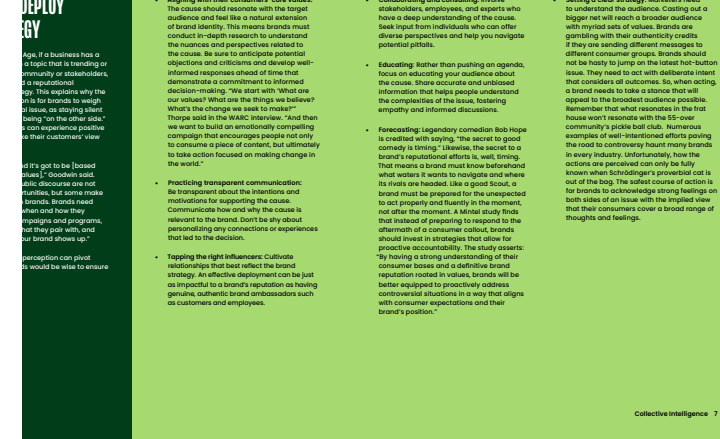 DEPLOY
EGY
Age, if a business has a
a topic that is trending or
ommunity or stakeholders,
d a reputational
egy. This explains why the
on is for brands to weigh
al issue, as staying silent
being “on the other side.”
s can experience positive
ke their customers’ view
nd it’s got to be [based
alues],” Goodwin said.
ublic discourse are not
rtunities, but some make
brands. Brands need
when and how they
mpaigns and programs,
hat they pair with, and
our brand shows up.”
perception can pivot
ds would be wise to ensure
• Aligning with their consumers’ core values:
The cause should resonate with the target
audience and feel like a natural extension
of brand identity. This means brands must
conduct in-depth research to understand
the nuances and perspectives related to
the cause. Be sure to anticipate potential
objections and criticisms and develop well-
informed responses ahead of time that
demonstrate a commitment to informed
decision-making. “We start with ‘What are
our values? What are the things we believe?
What’s the change we seek to make?’”
Thorpe said in the WARC interview. “And then
we want to build an emotionally compelling
campaign that encourages people not only
to consume a piece of content, but ultimately
to take action focused on making change in
the world.”
• Practicing transparent communication:
Be transparent about the intentions and
motivations for supporting the cause.
Communicate how and why the cause is
relevant to the brand. Don’t be shy about
personalizing any connections or experiences
that led to the decision.
• Tapping the right influencers: Cultivate
relationships that best reflect the brand
strategy. An effective deployment can be just
as impactful to a brand’s reputation as having
genuine, authentic brand ambassadors such
as customers and employees.
• Collaborating and consulting: Involve
stakeholders, employees, and experts who
have a deep understanding of the cause.
Seek input from individuals who can offer
diverse perspectives and help you navigate
potential pitfalls.
• Educating: Rather than pushing an agenda,
focus on educating your audience about
the cause. Share accurate and unbiased
information that helps people understand
the complexities of the issue, fostering
empathy and informed discussions.
• Forecasting: Legendary comedian Bob Hope
is credited with saying, “the secret to good
comedy is timing.” Likewise, the secret to a
brand’s reputational efforts is, well, timing.
That means a brand must know beforehand
what waters it wants to navigate and where
its rivals are headed. Like a good Scout, a
brand must be prepared for the unexpected
to act properly and fluently in the moment,
not after the moment. A Mintel study finds
that instead of preparing to respond to the
aftermath of a consumer callout, brands
should invest in strategies that allow for
proactive accountability. The study asserts:
“By having a strong understanding of their
consumer bases and a definitive brand
reputation rooted in values, brands will be
better equipped to proactively address
controversial situations in a way that aligns
with consumer expectations and their
brand’s position.”
• Setting a clear strategy: Marketers need
to understand the audience. Casting out a
bigger net will reach a broader audience
with myriad sets of values. Brands are
gambling with their authenticity credits
if they are sending different messages to
different consumer groups. Brands should
not be hasty to jump on the latest hot-button
issue. They need to act with deliberate intent
that considers all outcomes. So, when acting,
a brand needs to take a stance that will
appeal to the broadest audience possible.
Remember that what resonates in the frat
house won’t resonate with the 55-over
community’s pickle ball club. Numerous
examples of well-intentioned efforts paving
the road to controversy haunt many brands
in every industry. Unfortunately, how the
actions are perceived can only be fully
known when Schrödinger’s proverbial cat is
out of the bag. The safest course of action is
for brands to acknowledge strong feelings on
both sides of an issue with the implied view
that their consumers cover a broad range of
thoughts and feelings.
Collective Intelligence 7